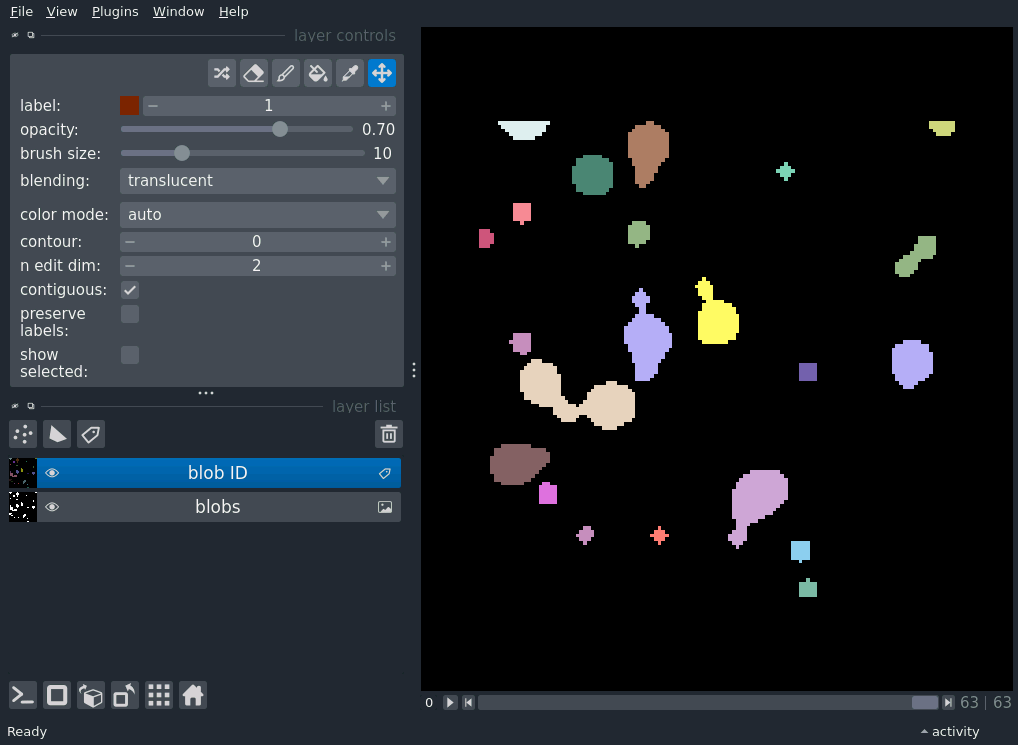 File View Plugins Window Help
layer controls
label: 1
opacity: 0.70
brush size: 10
blending: translucent
color mode: auto
contour: 0
n edit dim: 2
contiguous:
preserve
labels:
show
selected:
layer list
blob ID
blobs
0 63 | 63
Ready activity